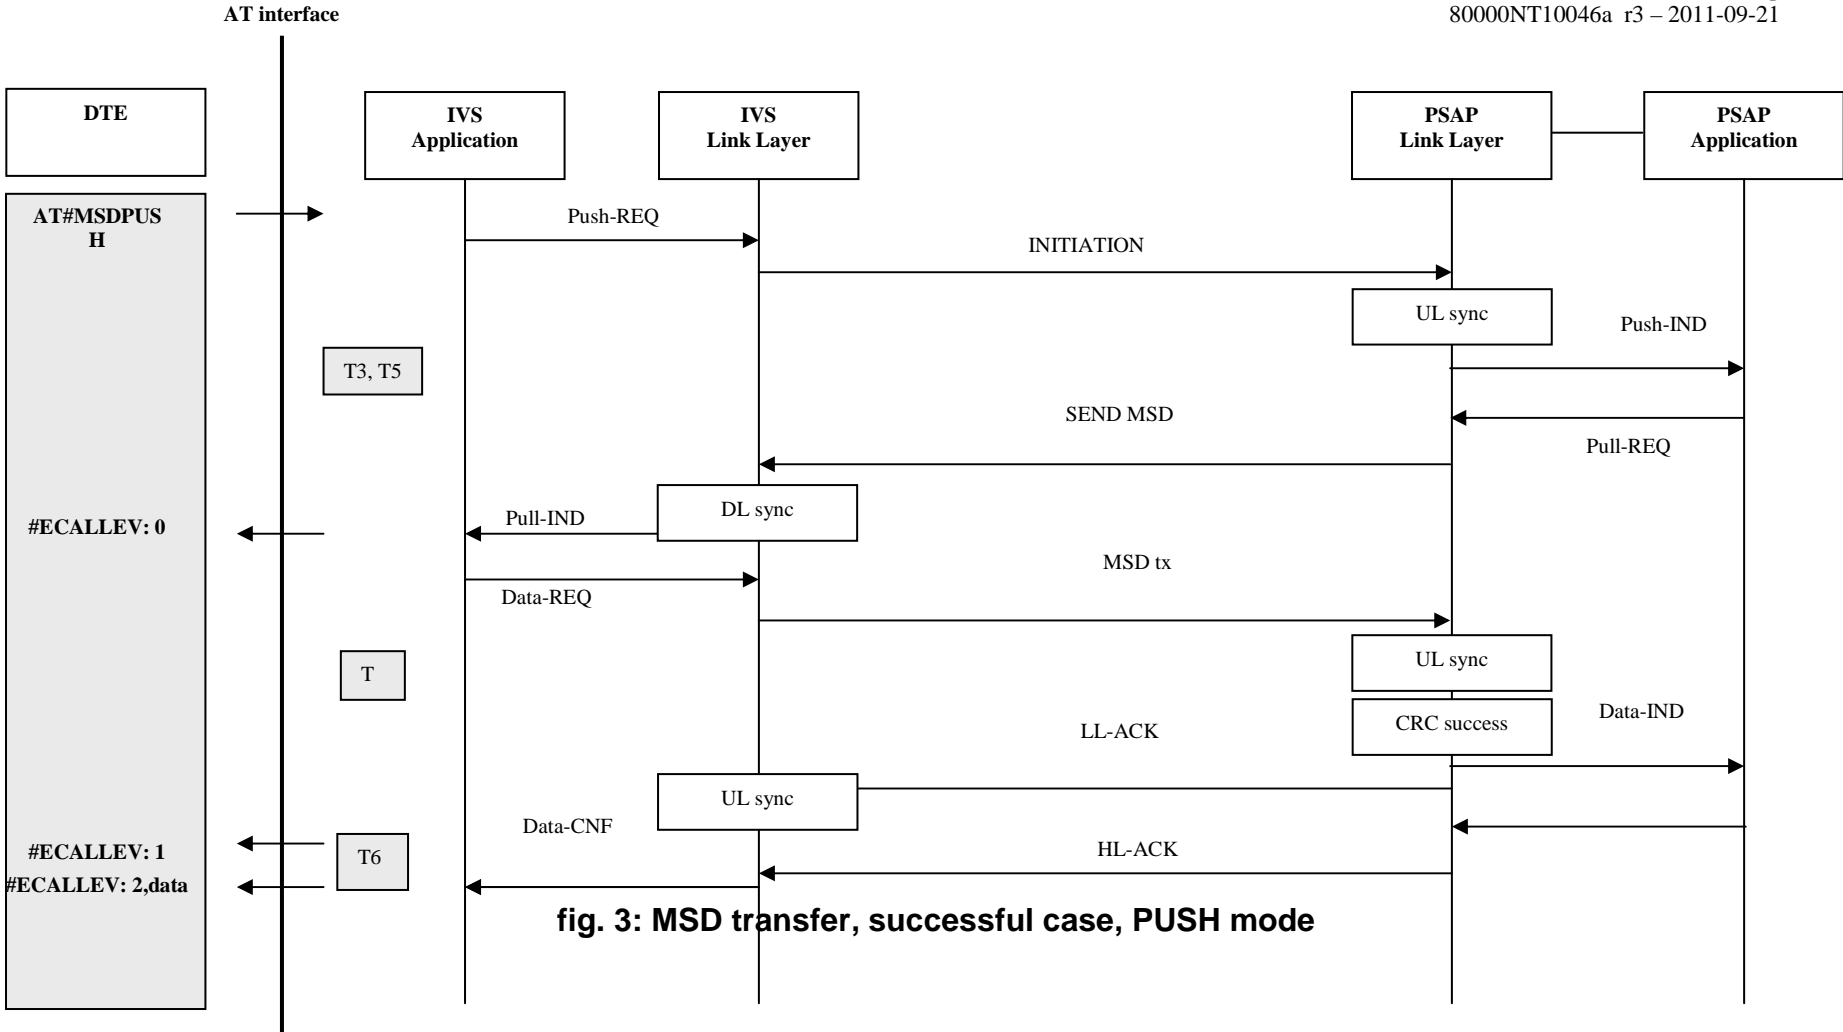 AT interface
80000NT10046a r3 – 2011-09-21
DTE
IVS
Application
IVS
Link Layer
PSAP
Link Layer
PSAP
Application
AT#MSDPUS
H
Push-REQ
INITIATION
UL sync
Push-IND
T3, T5
SEND MSD
Pull-REQ
DL sync
Pull-IND
#ECALLEV: 0
MSD tx
Data-REQ
UL sync
T
CRC success
Data-IND
LL-ACK
UL sync
Data-CNF
#ECALLEV: 1
T6
HL-ACK
#ECALLEV: 2,data
fig. 3: MSD transfer, successful case, PUSH mode